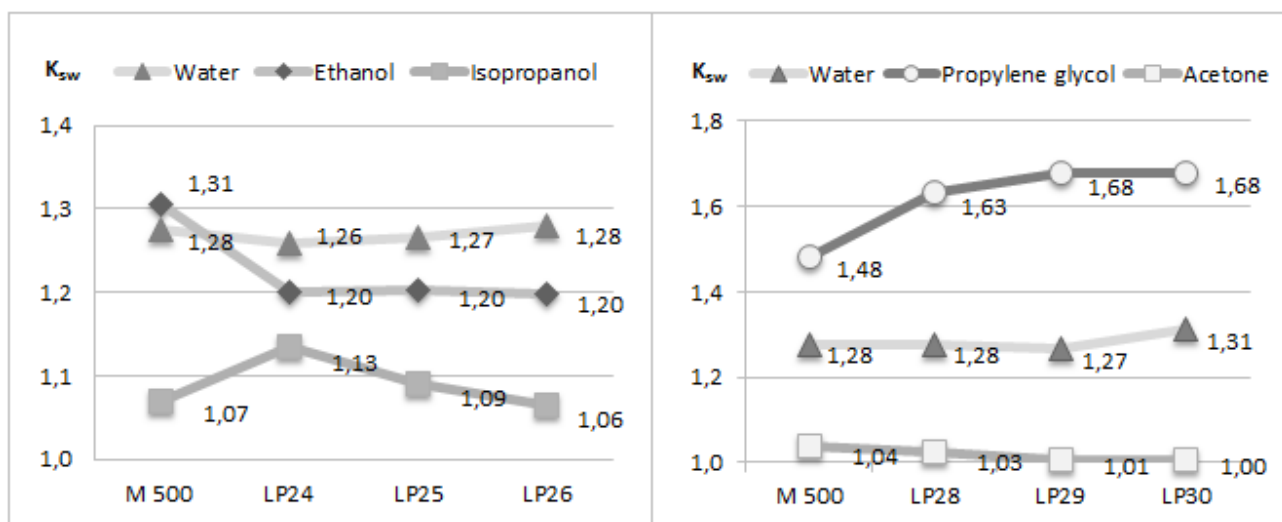 K_sw Water Ethanol Isopropanol
1,4
1,3
1,2
1,1
1,0
1,31
1,28 1,26 1,27 1,28
1,20 1,20 1,20
1,07 1,13 1,09 1,06
M 500 LP24 LP25 LP26
K_sw Water Propylene glycol Acetone
1,8
1,6
1,4
1,2
1,0
1,48 1,63 1,68 1,68
1,28 1,28 1,27 1,31
1,04 1,03 1,01 1,00
M 500 LP28 LP29 LP30